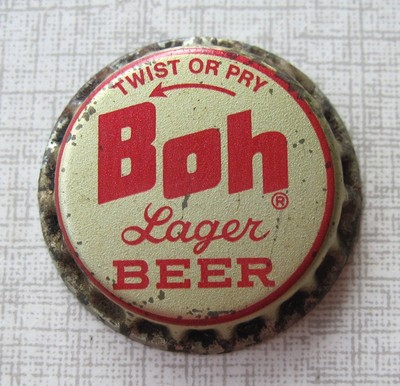 TWIST OR PRY
Boh®
Lager
BEER